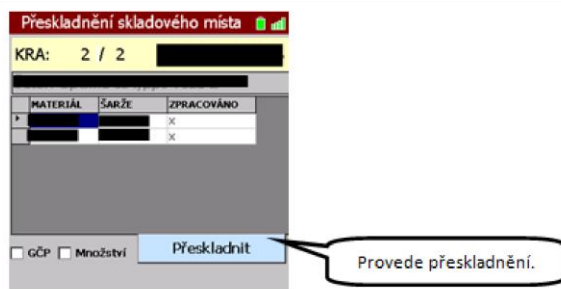 Přeskladnění skladového místa
KRA: 2 / 2
MATERIÁL ŠARŽE ZPRACOVÁNO
x
x
GČP Množství Přeskladnit
Provede přeskladnění.